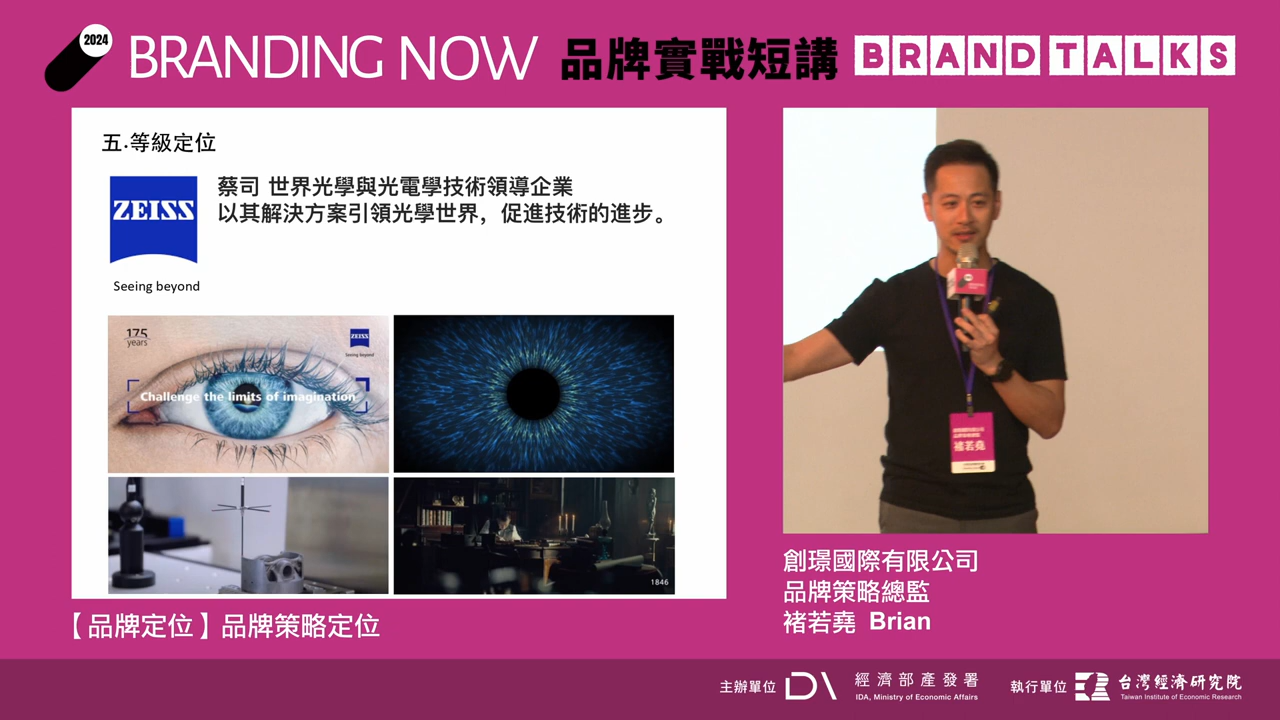 2024
BRANDING NOW 品牌實戰短講 BRAND TALKS
五.等級定位
ZEISS
蔡司 世界光學與光電學技術領導企業
以其解決方案引領光學世界，促進技術的進步。
Seeing beyond
175
years
ZEISS
Seeing beyond
Challenge the limits of imagination
1846
褚若堯
創璟國際有限公司
品牌策略總監
褚若堯 Brian
【品牌定位】品牌策略定位
主辦單位
經濟部產發署
IDA, Ministry of Economic Affairs
執行單位
台灣經濟研究院
Taiwan Institute of Economic Research